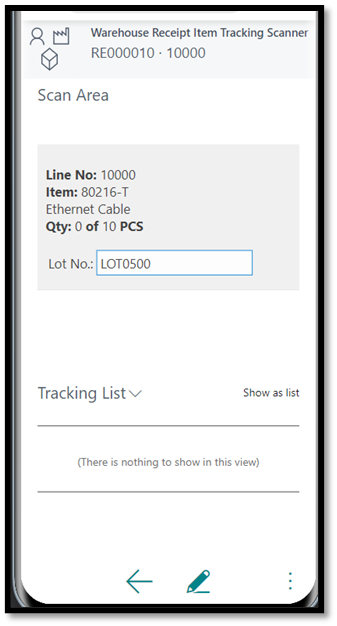 Warehouse Receipt Item Tracking Scanner
RE000010 · 10000
Scan Area
Line No: 10000
Item: 80216-T
Ethernet Cable
Qty: 0 of 10 PCS
Lot No.: LOT0500
Tracking List
Show as list
(There is nothing to show in this view)